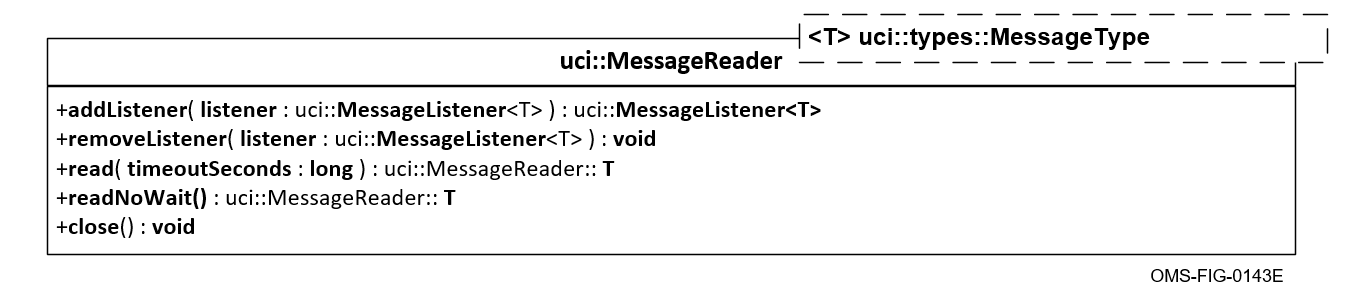 <T> uci::types::MessageType
uci::MessageReader
+addListener( listener : uci::MessageListener<T> ) : uci::MessageListener<T>
+removeListener( listener : uci::MessageListener<T> ) : void
+read( timeoutSeconds : long ) : uci::MessageReader:: T
+readNoWait() : uci::MessageReader:: T
+close() : void
OMS-FIG-0143E